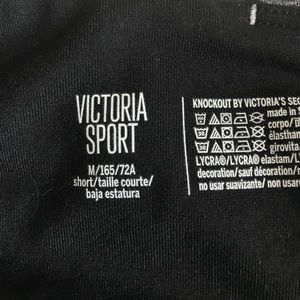 VICTORIA
SPORT
M/165/72A
short/taille courte/
baja estatura
KNOCKOUT BY VICTORIA'S SEC
made in S
corpo/
élasthan
girovita
LYCRA®/LYCRA® elastam/L
decoration/sauf décoration/
no usar suavizante/ no usar